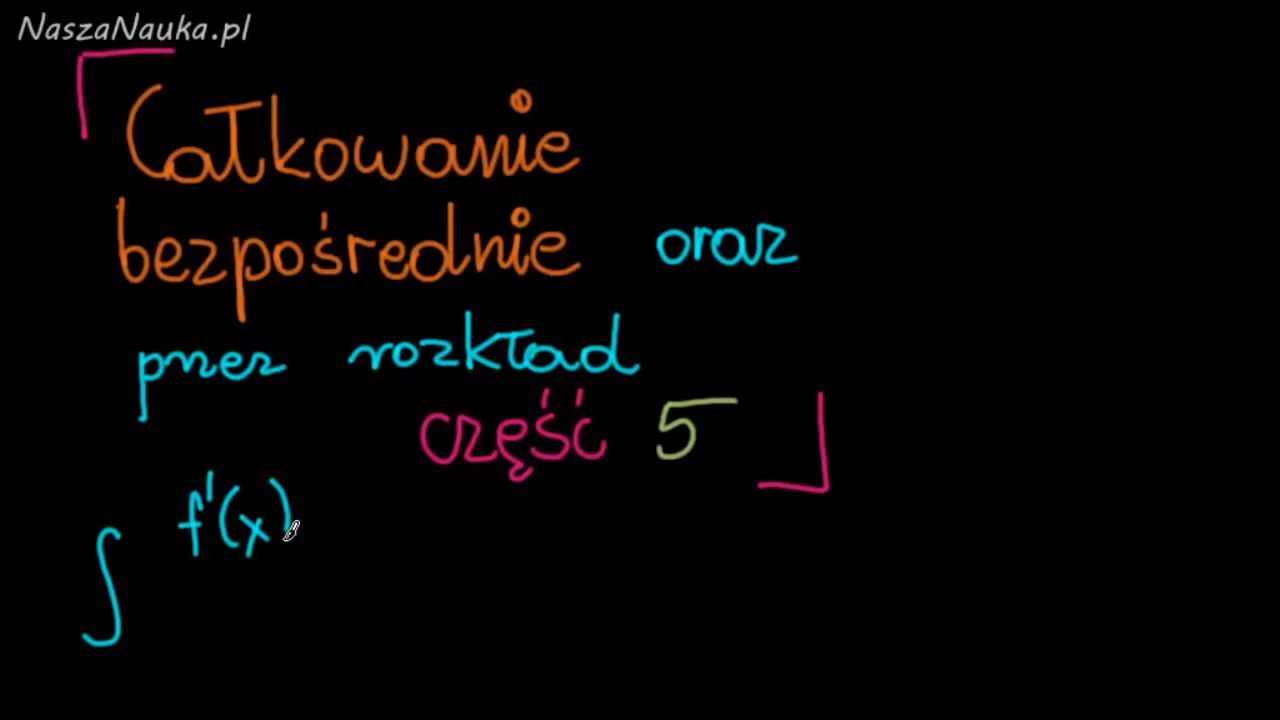 NaszaNauka.pl
Całkowanie
bezpośrednie oraz
przez rozkład
część 5
∫ f'(x)